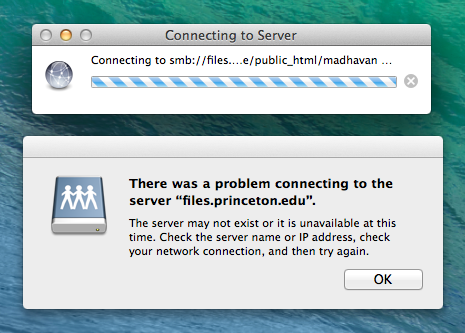 Connecting to Server
Connecting to smb://files....e/public_html/madhavan ...
There was a problem connecting to the
server “files.princeton.edu”.
The server may not exist or it is unavailable at this
time. Check the server name or IP address, check
your network connection, and then try again.
OK